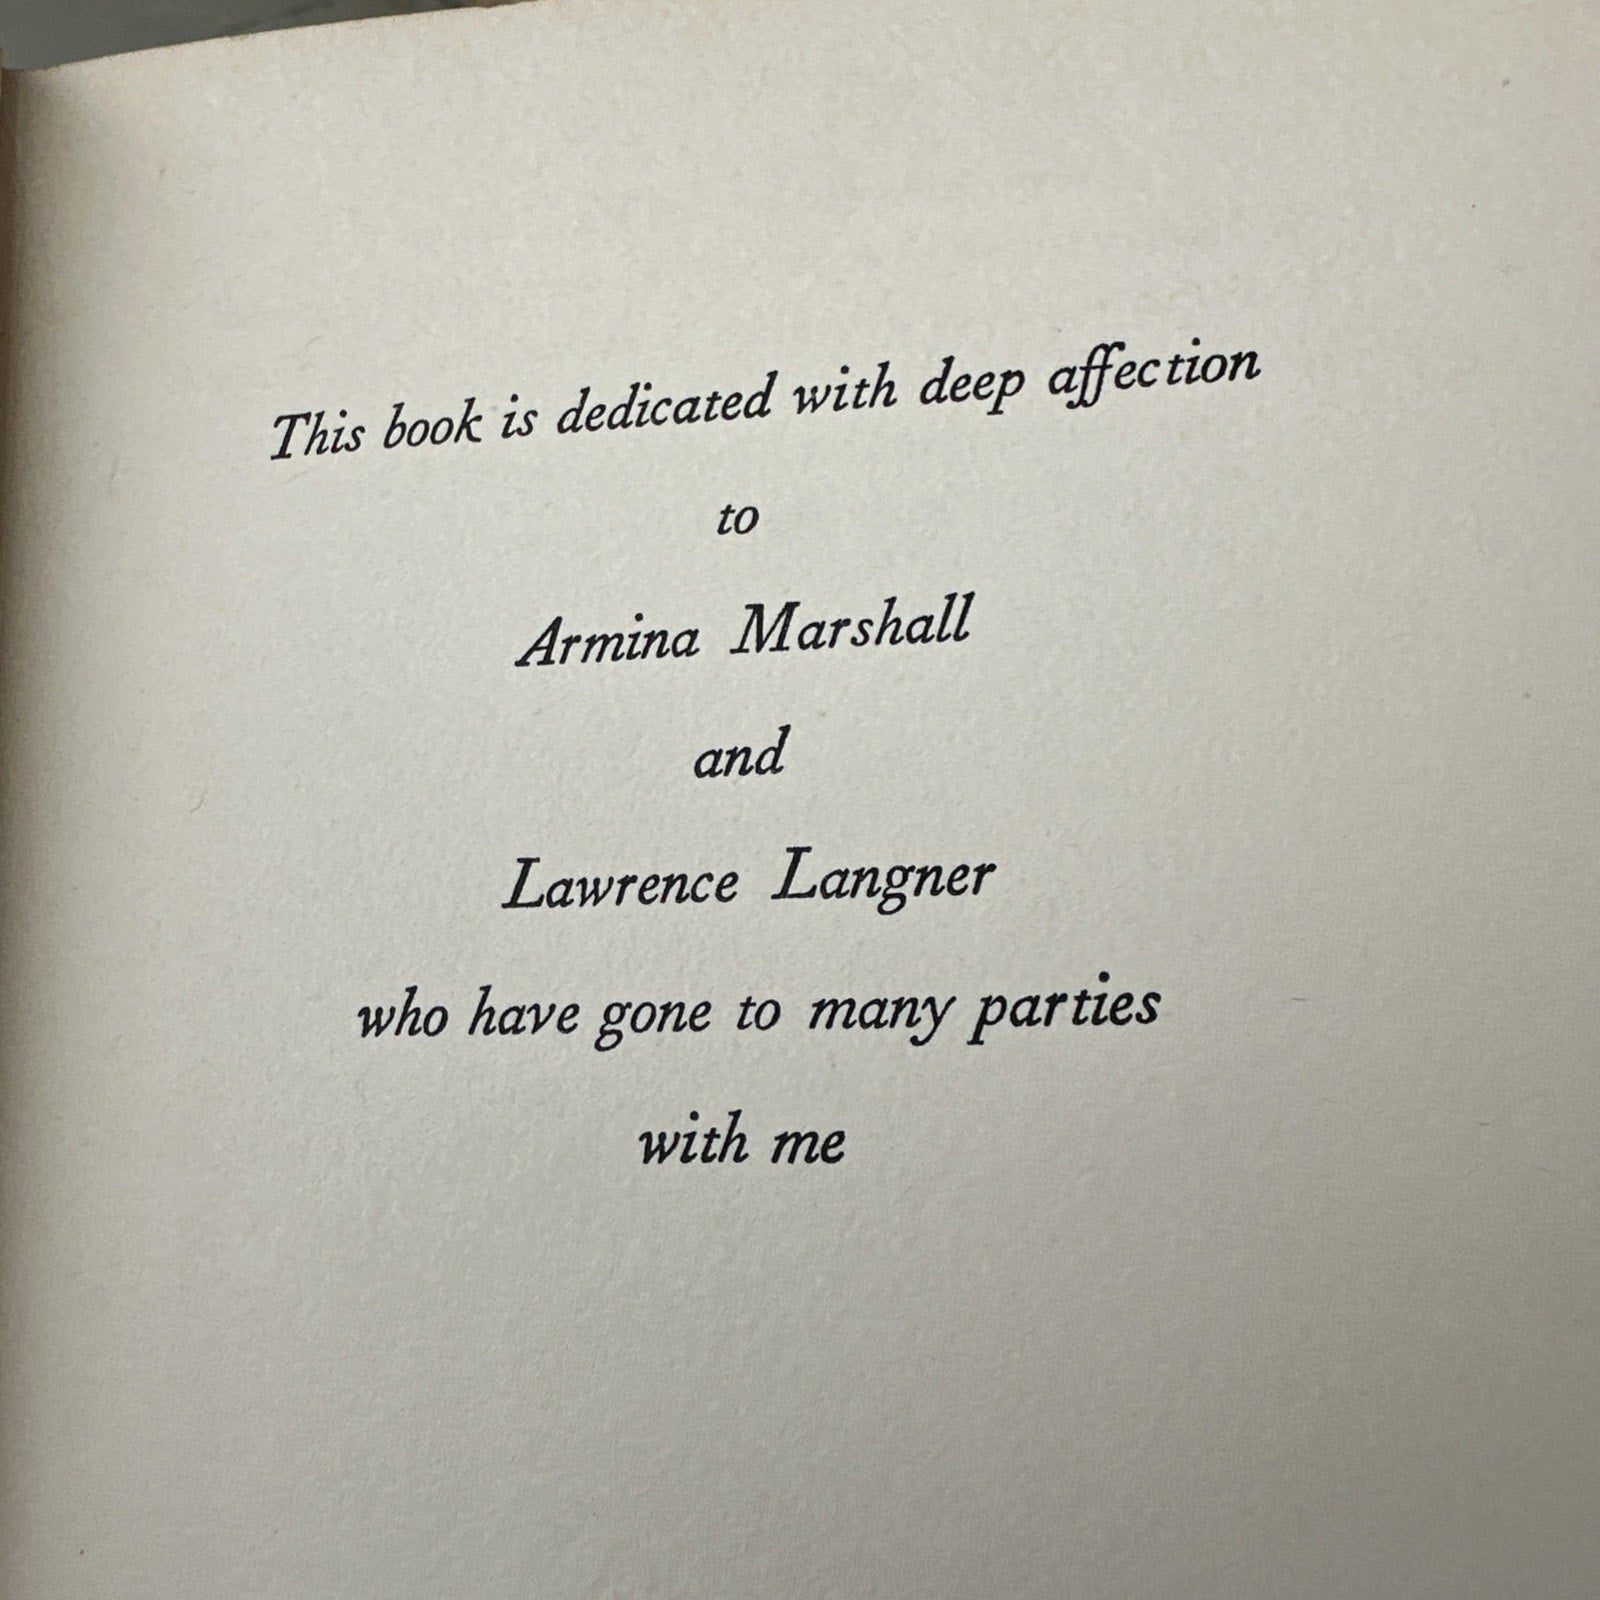 This book is dedicated with deep affection
to
Armina Marshall
and
Lawrence Langner
who have gone to many parties
with me